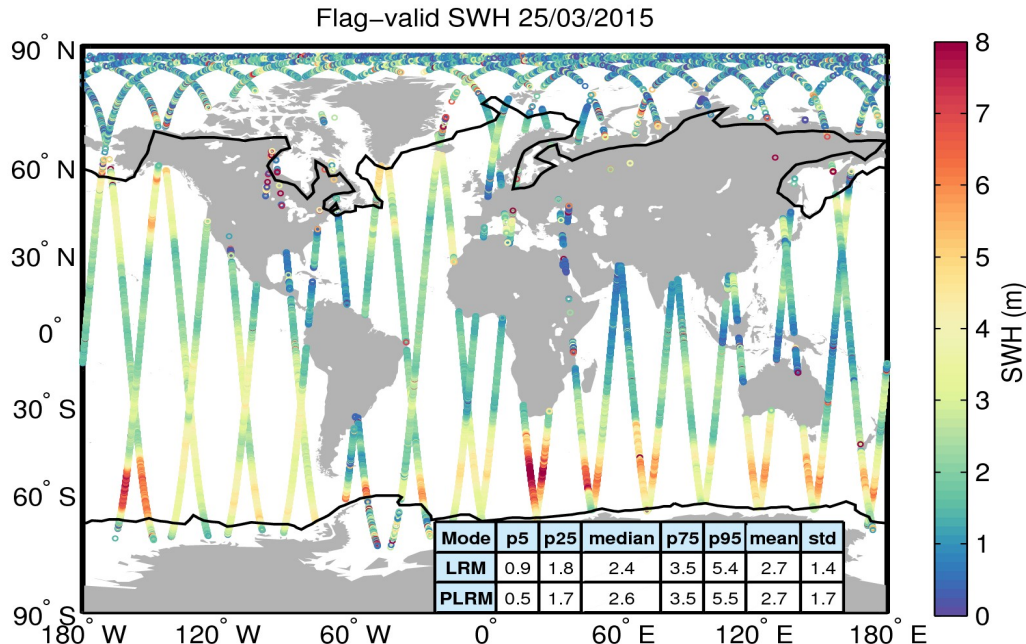 Flag−valid SWH 25/03/2015
90° N
60° N
30° N
0°
30° S
60° S
90° S
180° W
120° W
60° W
0°
60° E
120° E
180° E
8
7
6
5
4
3
2
1
0
SWH (m)
Mode p5 p25 median p75 p95 mean std
LRM 0.9 1.8 2.4 3.5 5.4 2.7 1.4
PLRM 0.5 1.7 2.6 3.5 5.5 2.7 1.7